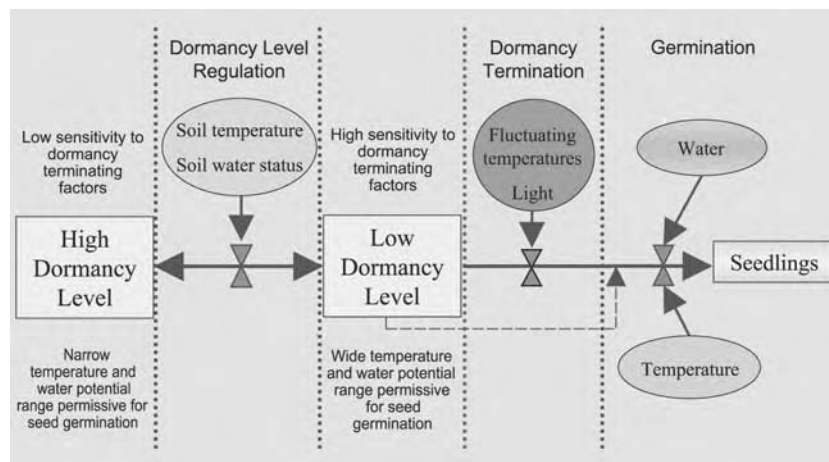 Dormancy Level
Regulation
Dormancy
Termination
Germination
Low sensitivity to
dormancy
terminating
factors
Soil temperature
Soil water status
High sensitivity to
dormancy
terminating
factors
Fluctuating
temperatures
Light
Water
High
Dormancy
Level
Low
Dormancy
Level
Seedlings
Narrow
temperature and
water potential
range permissive for
seed germination
Wide temperature
and water potential
range permissive
for seed
germination
Temperature